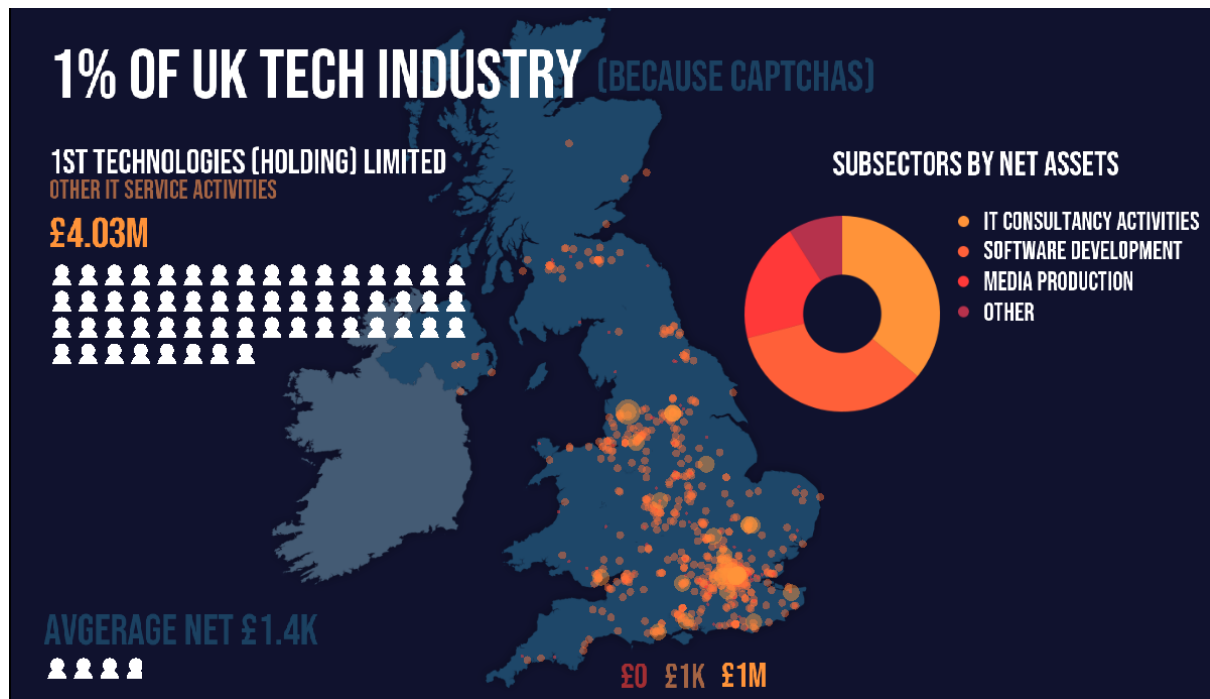 1% OF UK TECH INDUSTRY (BECAUSE CAPTCHAS)
1ST TECHNOLOGIES (HOLDING) LIMITED
OTHER IT SERVICE ACTIVITIES
£4.03M
SUBSECTORS BY NET ASSETS
IT CONSULTANCY ACTIVITIES
SOFTWARE DEVELOPMENT
MEDIA PRODUCTION
OTHER
AVGERAGE NET £1.4K
£0 £1K £1M